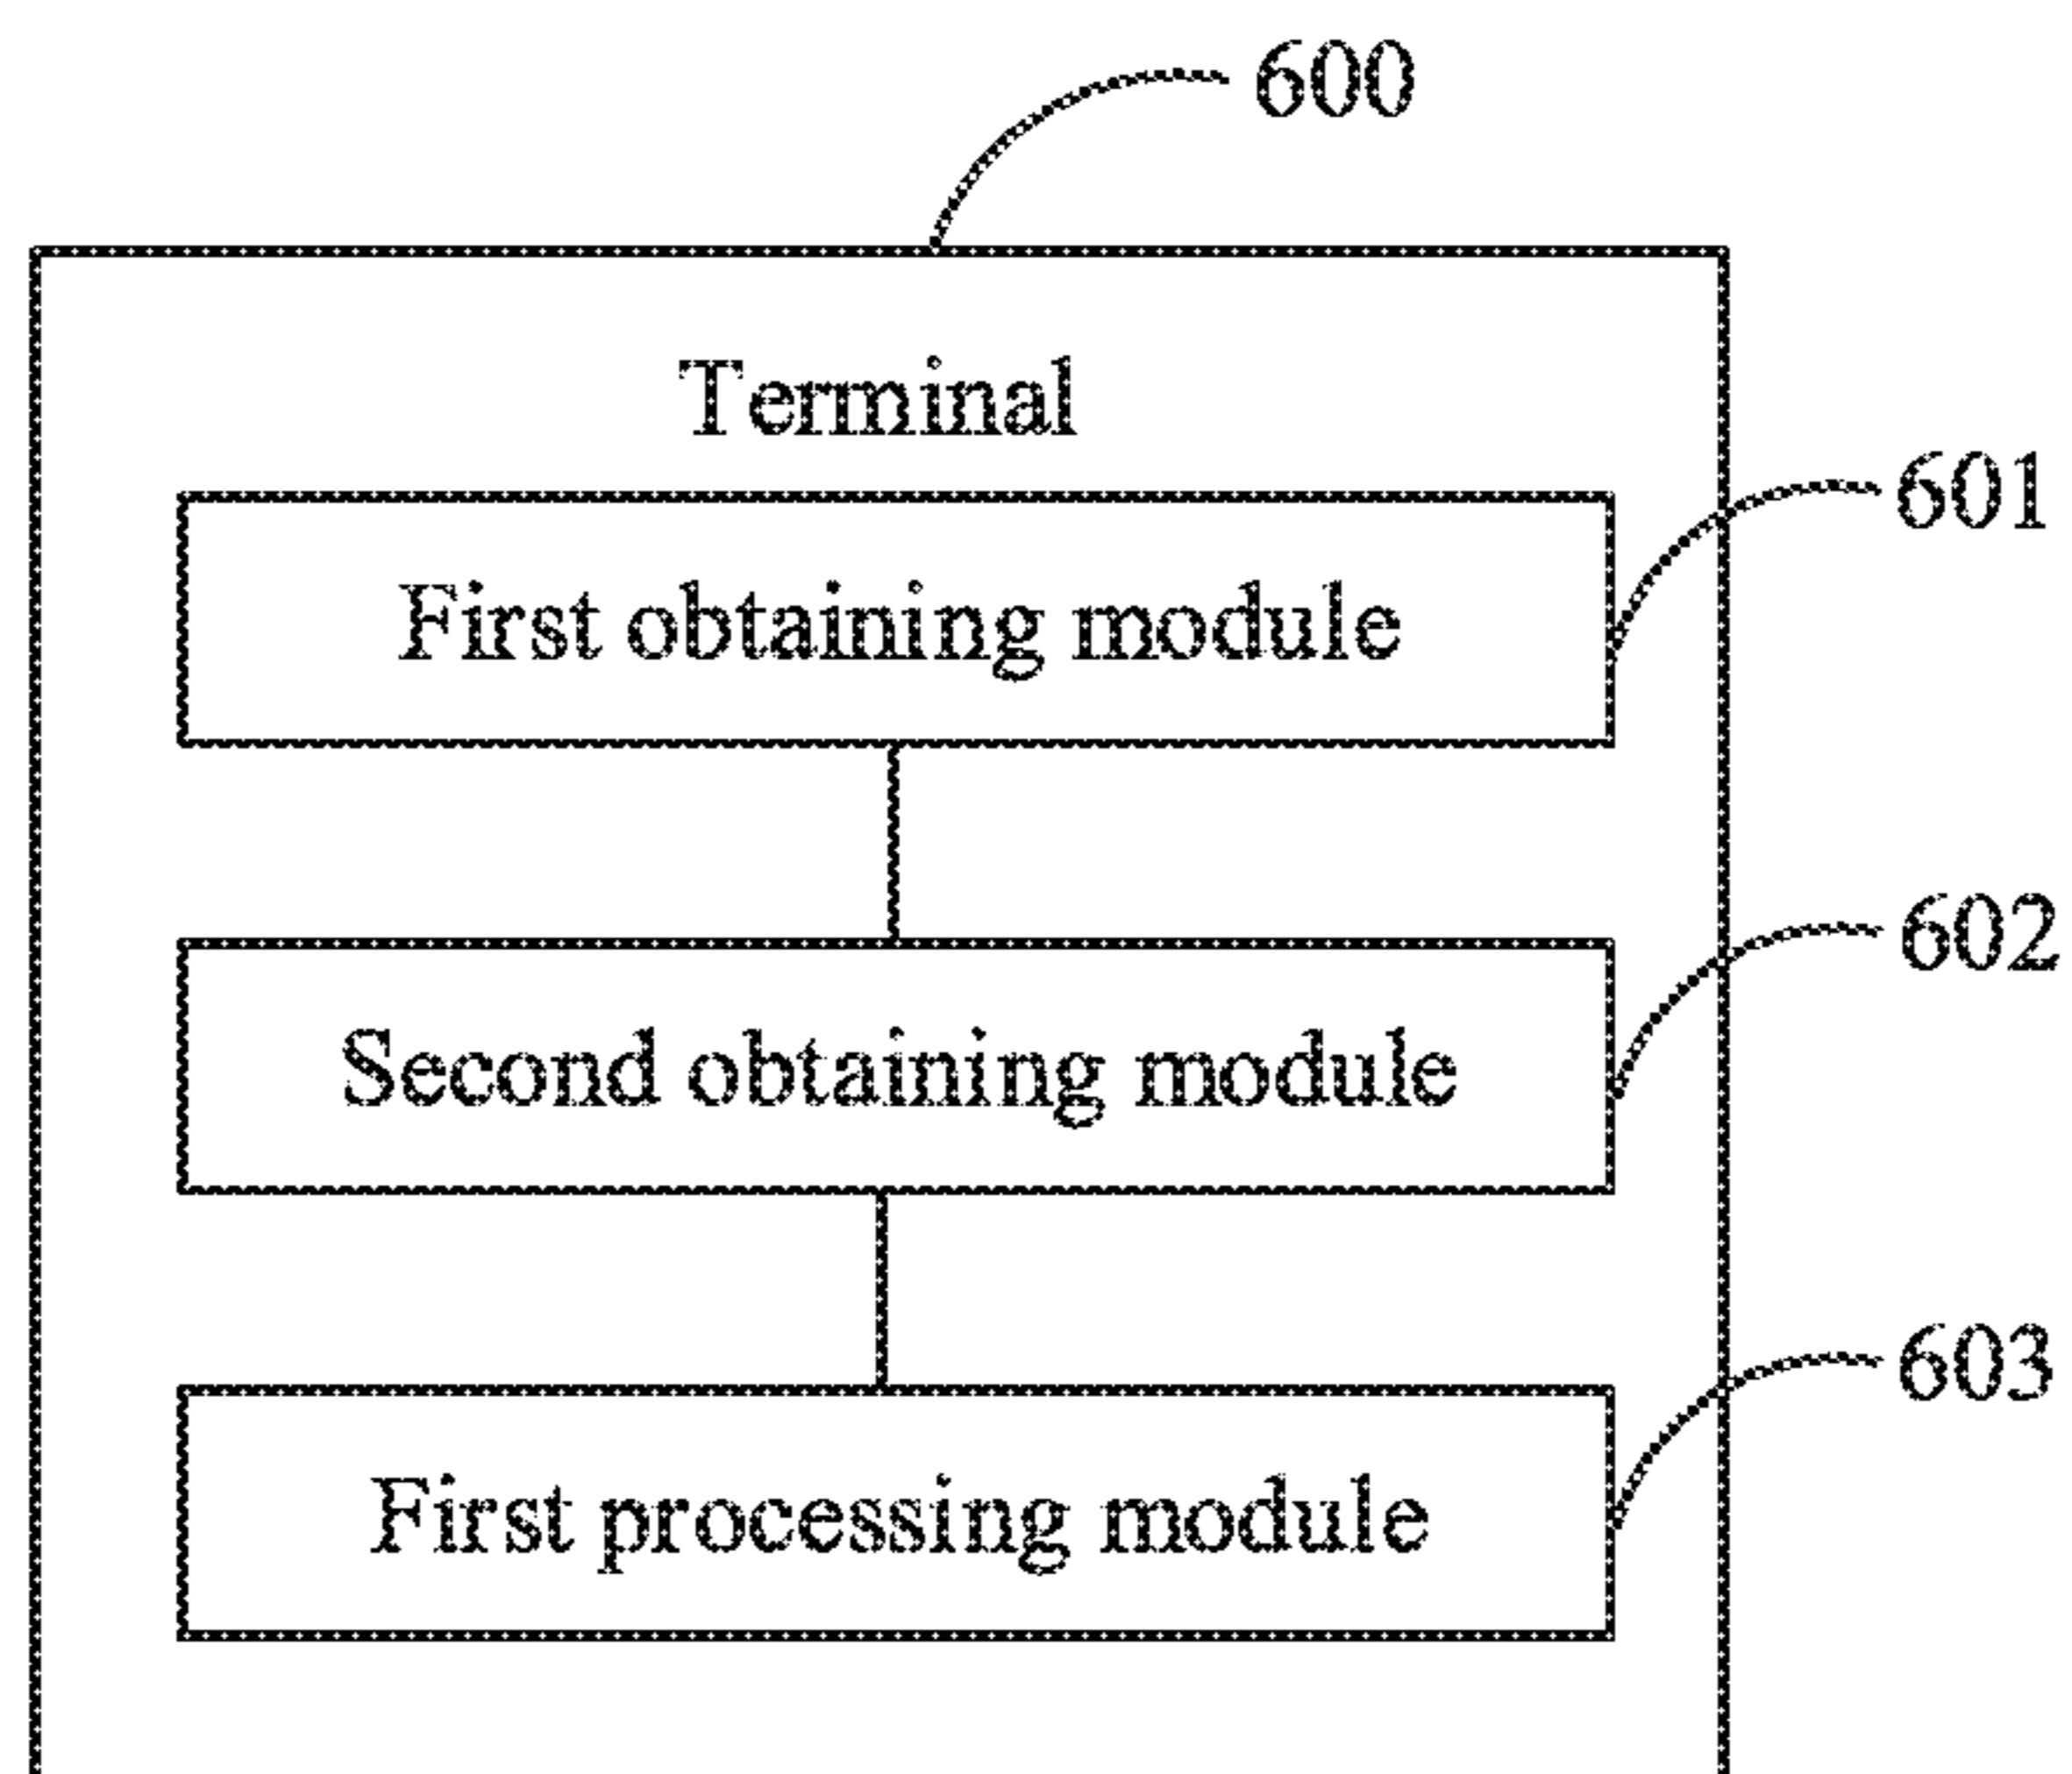 600
Terminal
601
First obtaining module
602
Second obtaining module
603
First processing module